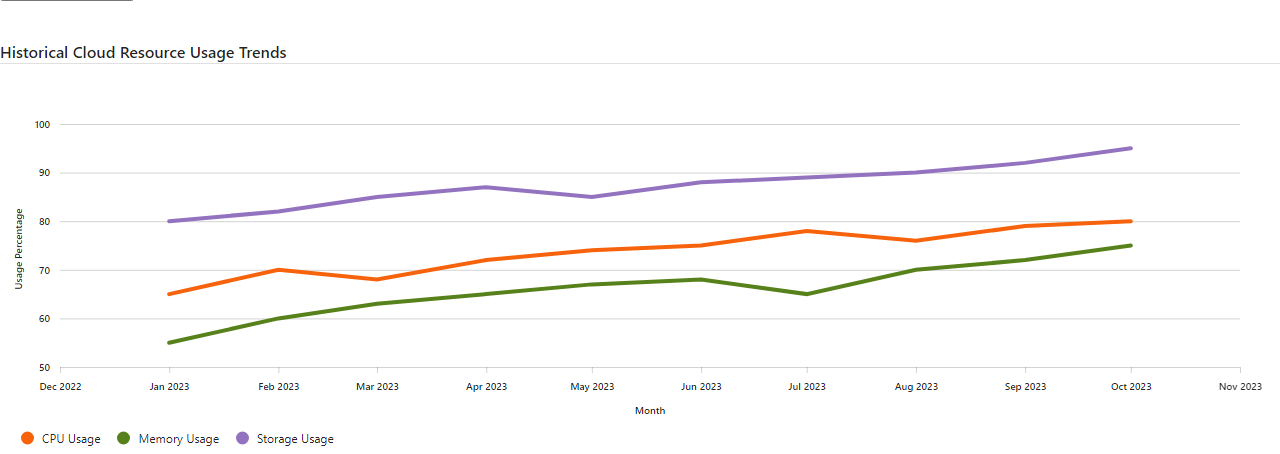 Historical Cloud Resource Usage Trends
100
90
80
70
60
50
Usage Percentage
Dec 2022 Jan 2023 Feb 2023 Mar 2023 Apr 2023 May 2023 Jun 2023 Jul 2023 Aug 2023 Sep 2023 Oct 2023 Nov 2023
Month
CPU Usage Memory Usage Storage Usage